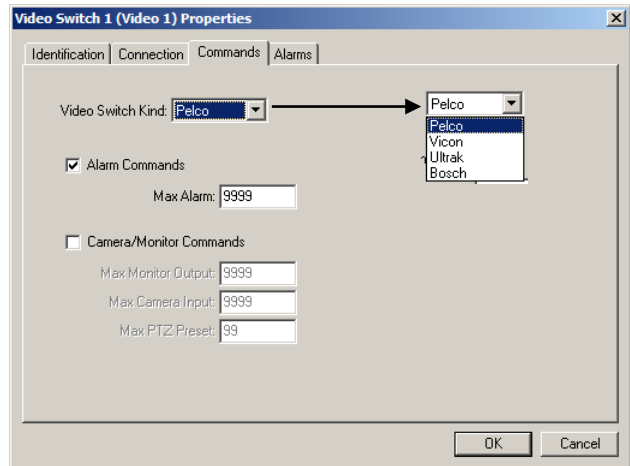 Video Switch 1 (Video 1) Properties
Identification
Connection
Commands
Alarms
Video Switch Kind: Pelco
Pelco
Pelco
Vicon
Ultrak
Bosch
Alarm Commands
Max Alarm: 9999
Camera/Monitor Commands
Max Monitor Output: 9999
Max Camera Input: 9999
Max PTZ Preset: 99
OK
Cancel